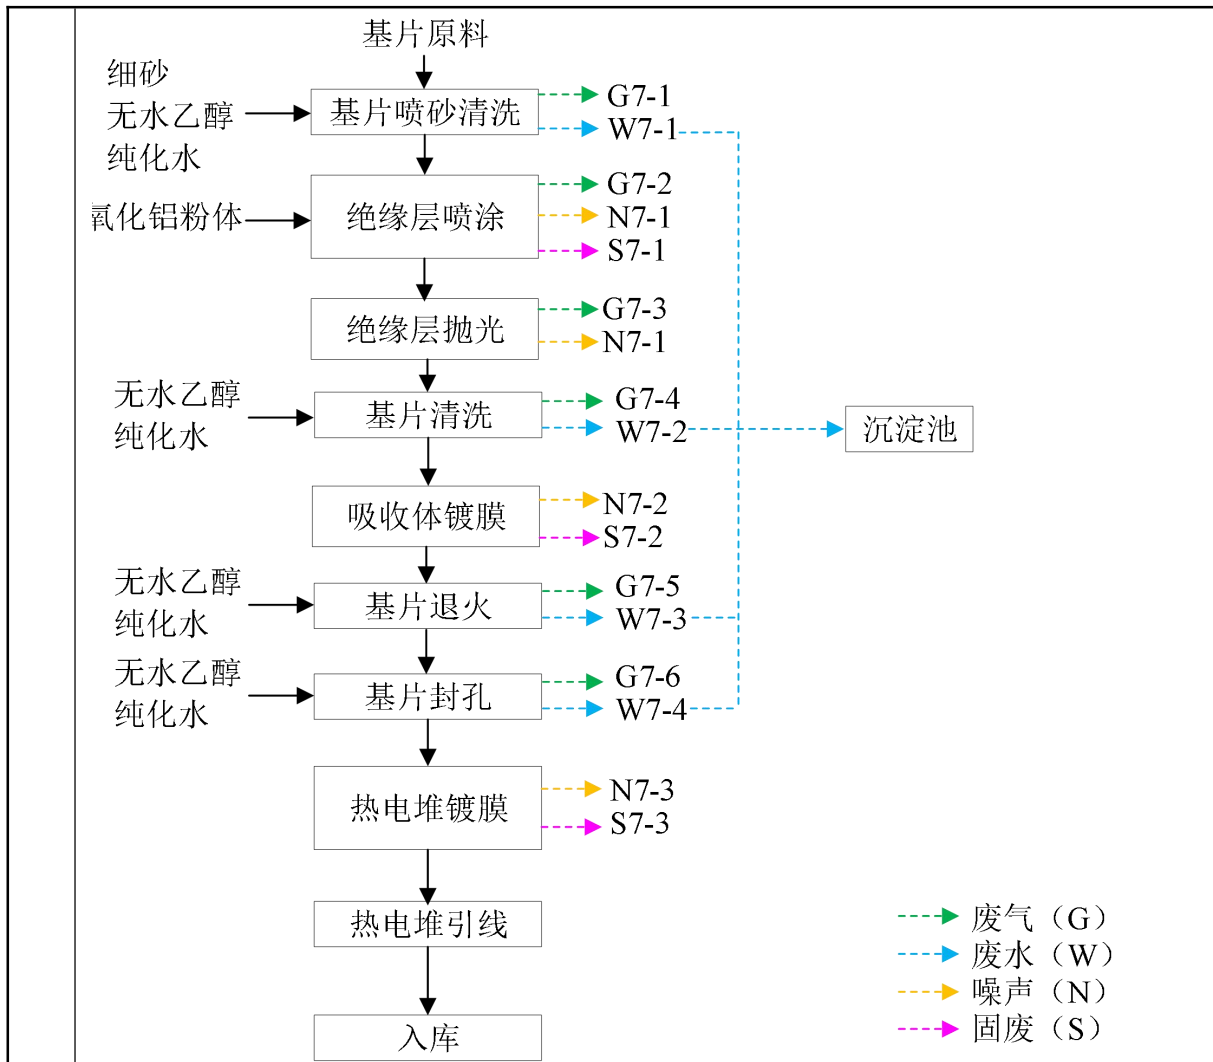 基片原料
细砂
无水乙醇
纯化水
基片喷砂清洗
G7-1
W7-1
氧化铝粉体
绝缘层喷涂
G7-2
N7-1
S7-1
绝缘层抛光
G7-3
N7-1
无水乙醇
纯化水
基片清洗
G7-4
W7-2
沉淀池
吸收体镀膜
N7-2
S7-2
无水乙醇
纯化水
基片退火
G7-5
W7-3
无水乙醇
纯化水
基片封孔
G7-6
W7-4
热电堆镀膜
N7-3
S7-3
热电堆引线
入库
废气（G）
废水（W）
噪声（N）
固废（S）